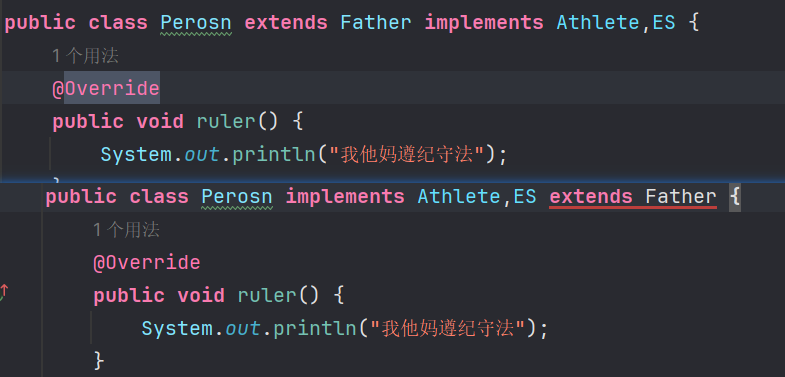 public class Perosn extends Father implements Athlete,ES {
1 个用法
@Override
public void ruler() {
System.out.println("我他妈遵纪守法");
public class Perosn implements Athlete,ES extends Father {
1 个用法
@Override
public void ruler() {
System.out.println("我他妈遵纪守法");
}